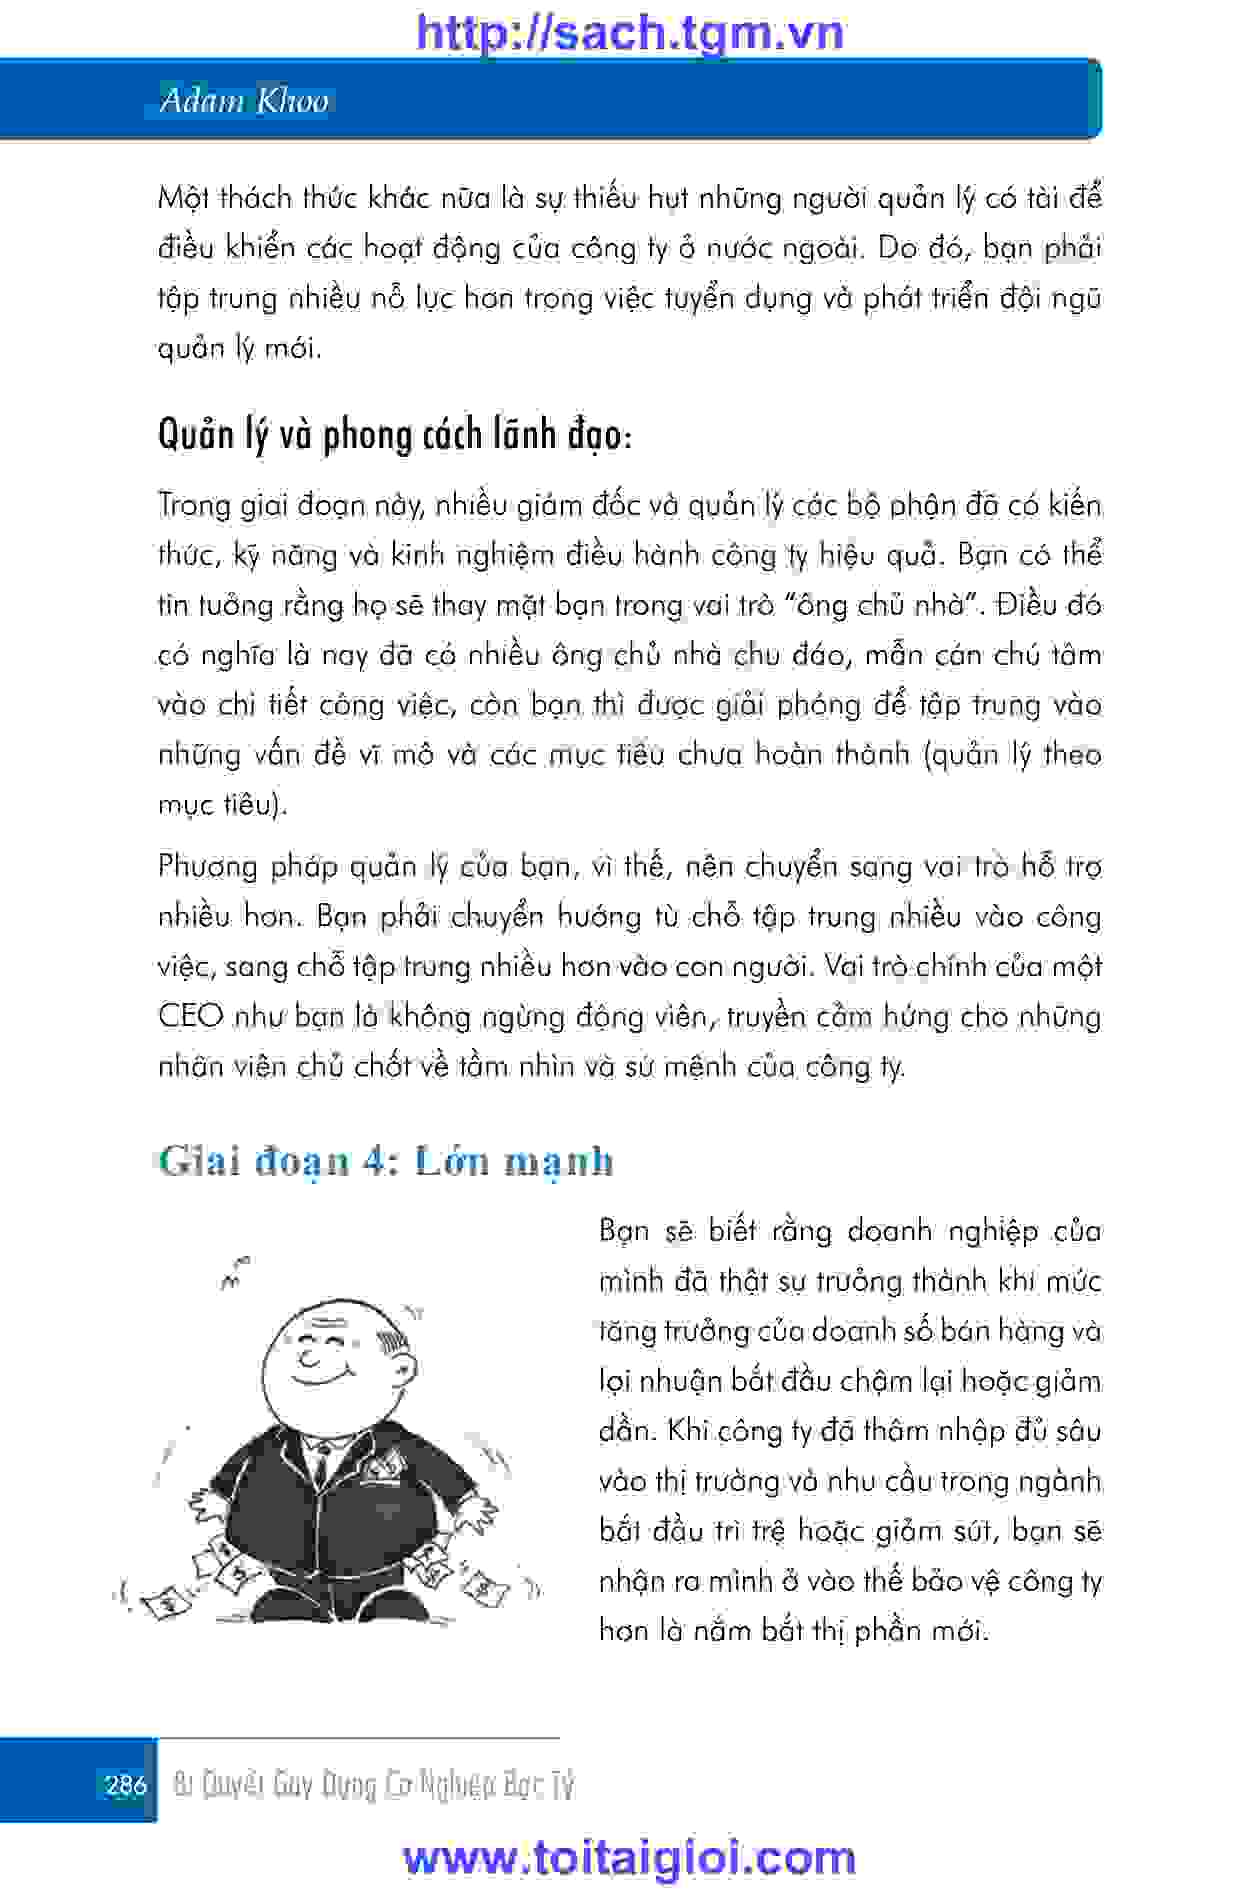 http://sach.tgm.vn
Adam Khoo
Một thách thức khác nữa là sự thiếu hụt những người quản lý có tài để
điều khiển các hoạt động của công ty ở nước ngoài. Do đó, bạn phải
tập trung nhiều nỗ lực hơn trong việc tuyển dụng và phát triển đội ngũ
quản lý mới.
Quản lý và phong cách lãnh đạo:
Trong giai đoạn này, nhiều giám đốc và quản lý các bộ phận đã có kiến
thức, kỹ năng và kinh nghiệm điều hành công ty hiệu quả. Bạn có thể
tin tưởng rằng họ sẽ thay mặt bạn trong vai trò “ông chủ nhà”. Điều đó
có nghĩa là nay đã có nhiều ông chủ nhà chu đáo, mẫn cán chú tâm
vào chi tiết công việc, còn bạn thì được giải phóng để tập trung vào
những vấn đề vĩ mô và các mục tiêu chưa hoàn thành (quản lý theo
mục tiêu).
Phương pháp quản lý của bạn, vì thế, nên chuyển sang vai trò hỗ trợ
nhiều hơn. Bạn phải chuyển hướng từ chỗ tập trung nhiều vào công
việc, sang chỗ tập trung nhiều hơn vào con người. Vai trò chính của một
CEO như bạn là không ngừng động viên, truyền cảm hứng cho những
nhân viên chủ chốt về tầm nhìn và sứ mệnh của công ty.
Giai đoạn 4: Lớn mạnh
Bạn sẽ biết rằng doanh nghiệp của
mình đã thật sự trưởng thành khi mức
tăng trưởng của doanh số bán hàng và
lợi nhuận bắt đầu chậm lại hoặc giảm
dần. Khi công ty đã thâm nhập đủ sâu
vào thị trường và nhu cầu trong ngành
bắt đầu trì trệ hoặc giảm sút, bạn sẽ
nhận ra mình ở vào thế bảo vệ công ty
hơn là nắm bắt thị phần mới.
286 Bí Quyết Gây Dựng Cơ Nghiệp Bạc Tỷ
www.toitaigioi.com